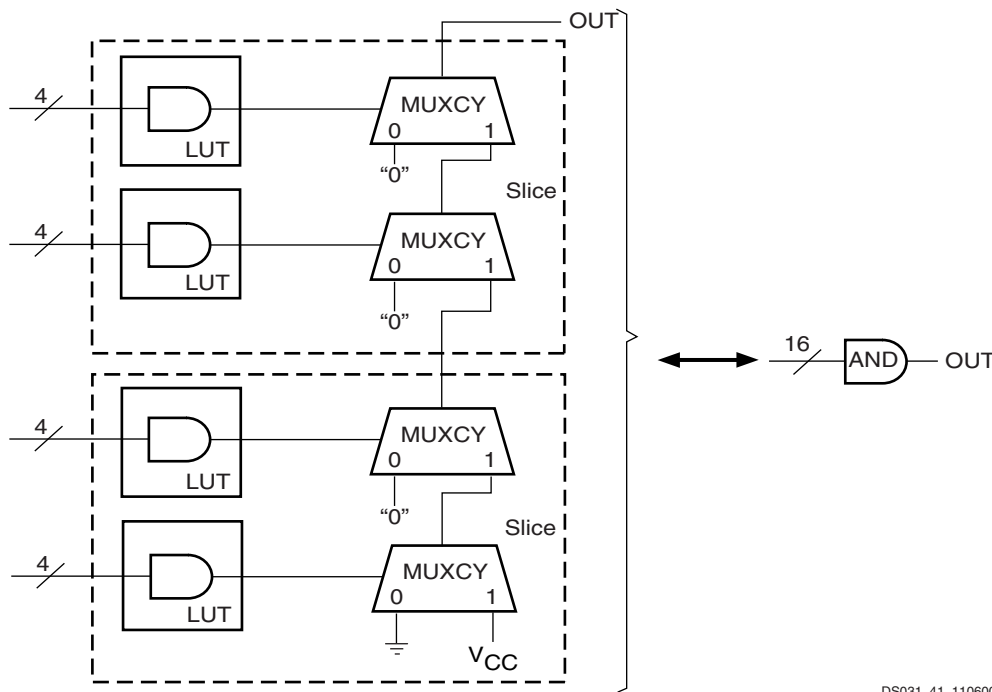 OUT
4
LUT
MUXCY
0 1
“0”
Slice
4
LUT
MUXCY
0 1
“0”
16
AND
OUT
4
LUT
MUXCY
0 1
“0”
Slice
4
LUT
MUXCY
0 1
VCC